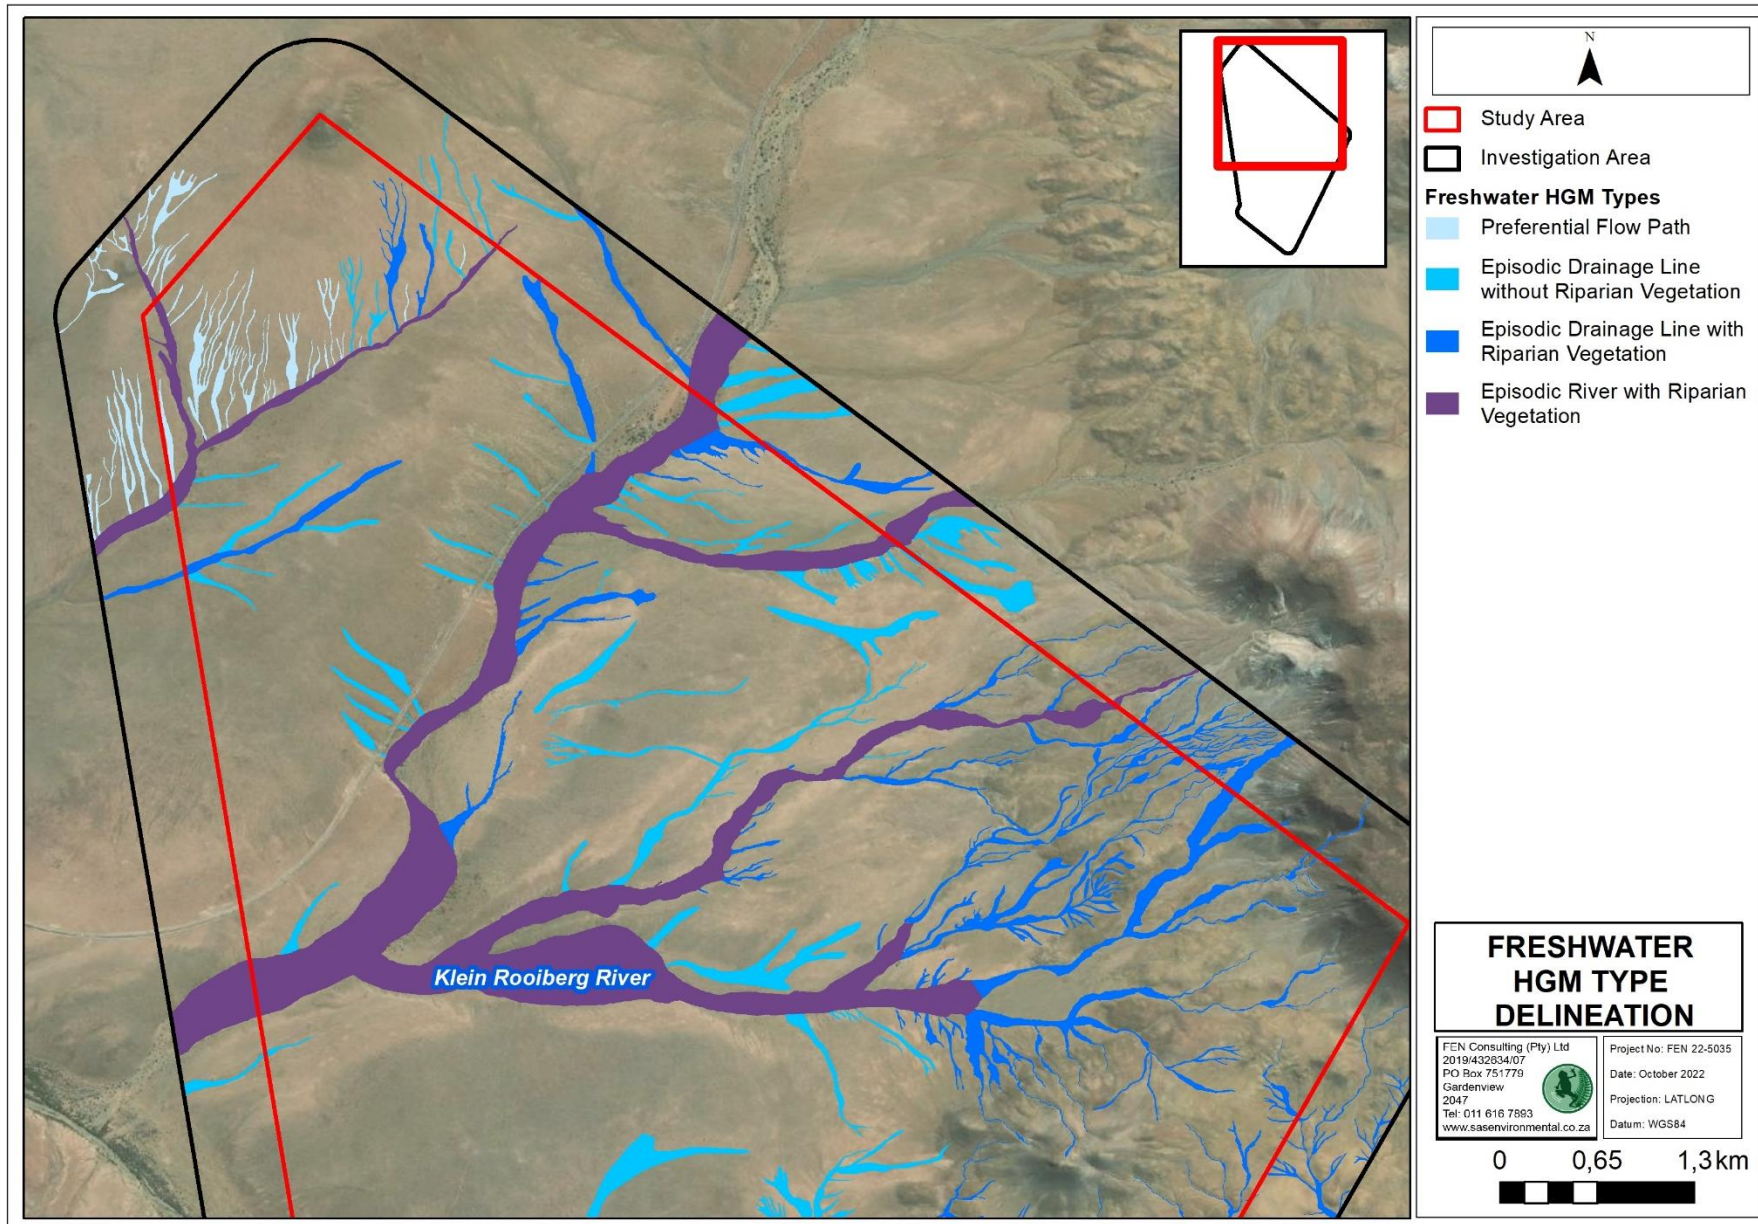 N
Study Area
Investigation Area
Freshwater HGM Types
Preferential Flow Path
Episodic Drainage Line
without Riparian Vegetation
Episodic Drainage Line with
Riparian Vegetation
Episodic River with Riparian
Vegetation
Klein Rooiberg River
FRESHWATER
HGM TYPE
DELINEATION
FEN Consulting (Pty) Ltd
2019/432634/07
PO Box 751779
Gardenview
2047
Tel: 011 616 7893
www.sasenvironmental.co.za
Project No: FEN 22-5035
Date: October 2022
Projection: LATLONG
Datum: WGS84
0 0,65 1,3 km